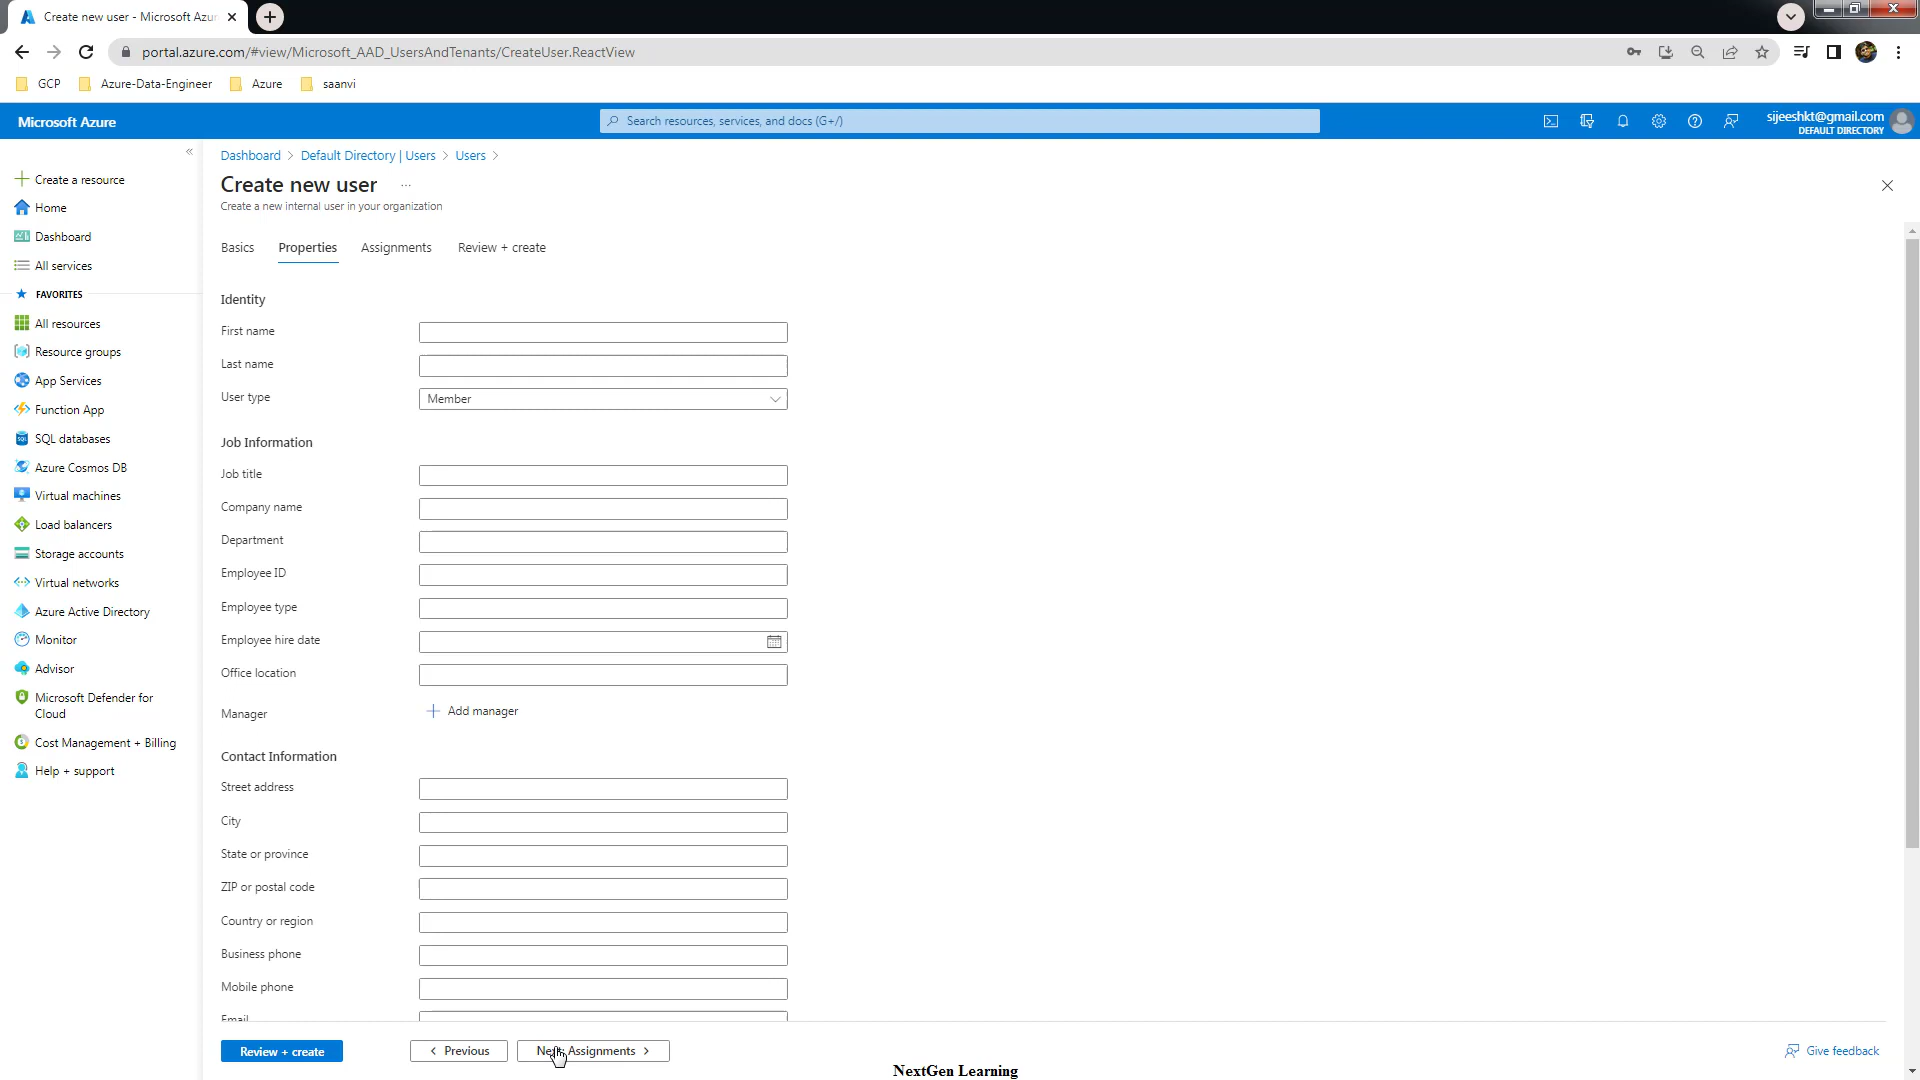 Create new user - Microsoft Azur
portal.azure.com/#view/Microsoft_AAD_UsersAndTenants/CreateUser.ReactView
GCP Azure-Data-Engineer Azure saanvi
Microsoft Azure
Search resources, services, and docs (G+/)
sijeeshkt@gmail.com
DEFAULT DIRECTORY
Create a resource
Home
Dashboard
All services
FAVORITES
All resources
Resource groups
App Services
Function App
SQL databases
Azure Cosmos DB
Virtual machines
Load balancers
Storage accounts
Virtual networks
Azure Active Directory
Monitor
Advisor
Microsoft Defender for
Cloud
Cost Management + Billing
Help + support
Dashboard > Default Directory | Users > Users >
Create new user ...
Create a new internal user in your organization
Basics Properties Assignments Review + create
Identity
First name
Last name
User type Member
Job Information
Job title
Company name
Department
Employee ID
Employee type
Employee hire date
Office location
Manager Add manager
Contact Information
Street address
City
State or province
ZIP or postal code
Country or region
Business phone
Mobile phone
Email
Review + create < Previous Assignments > Give feedback
NextGen Learning